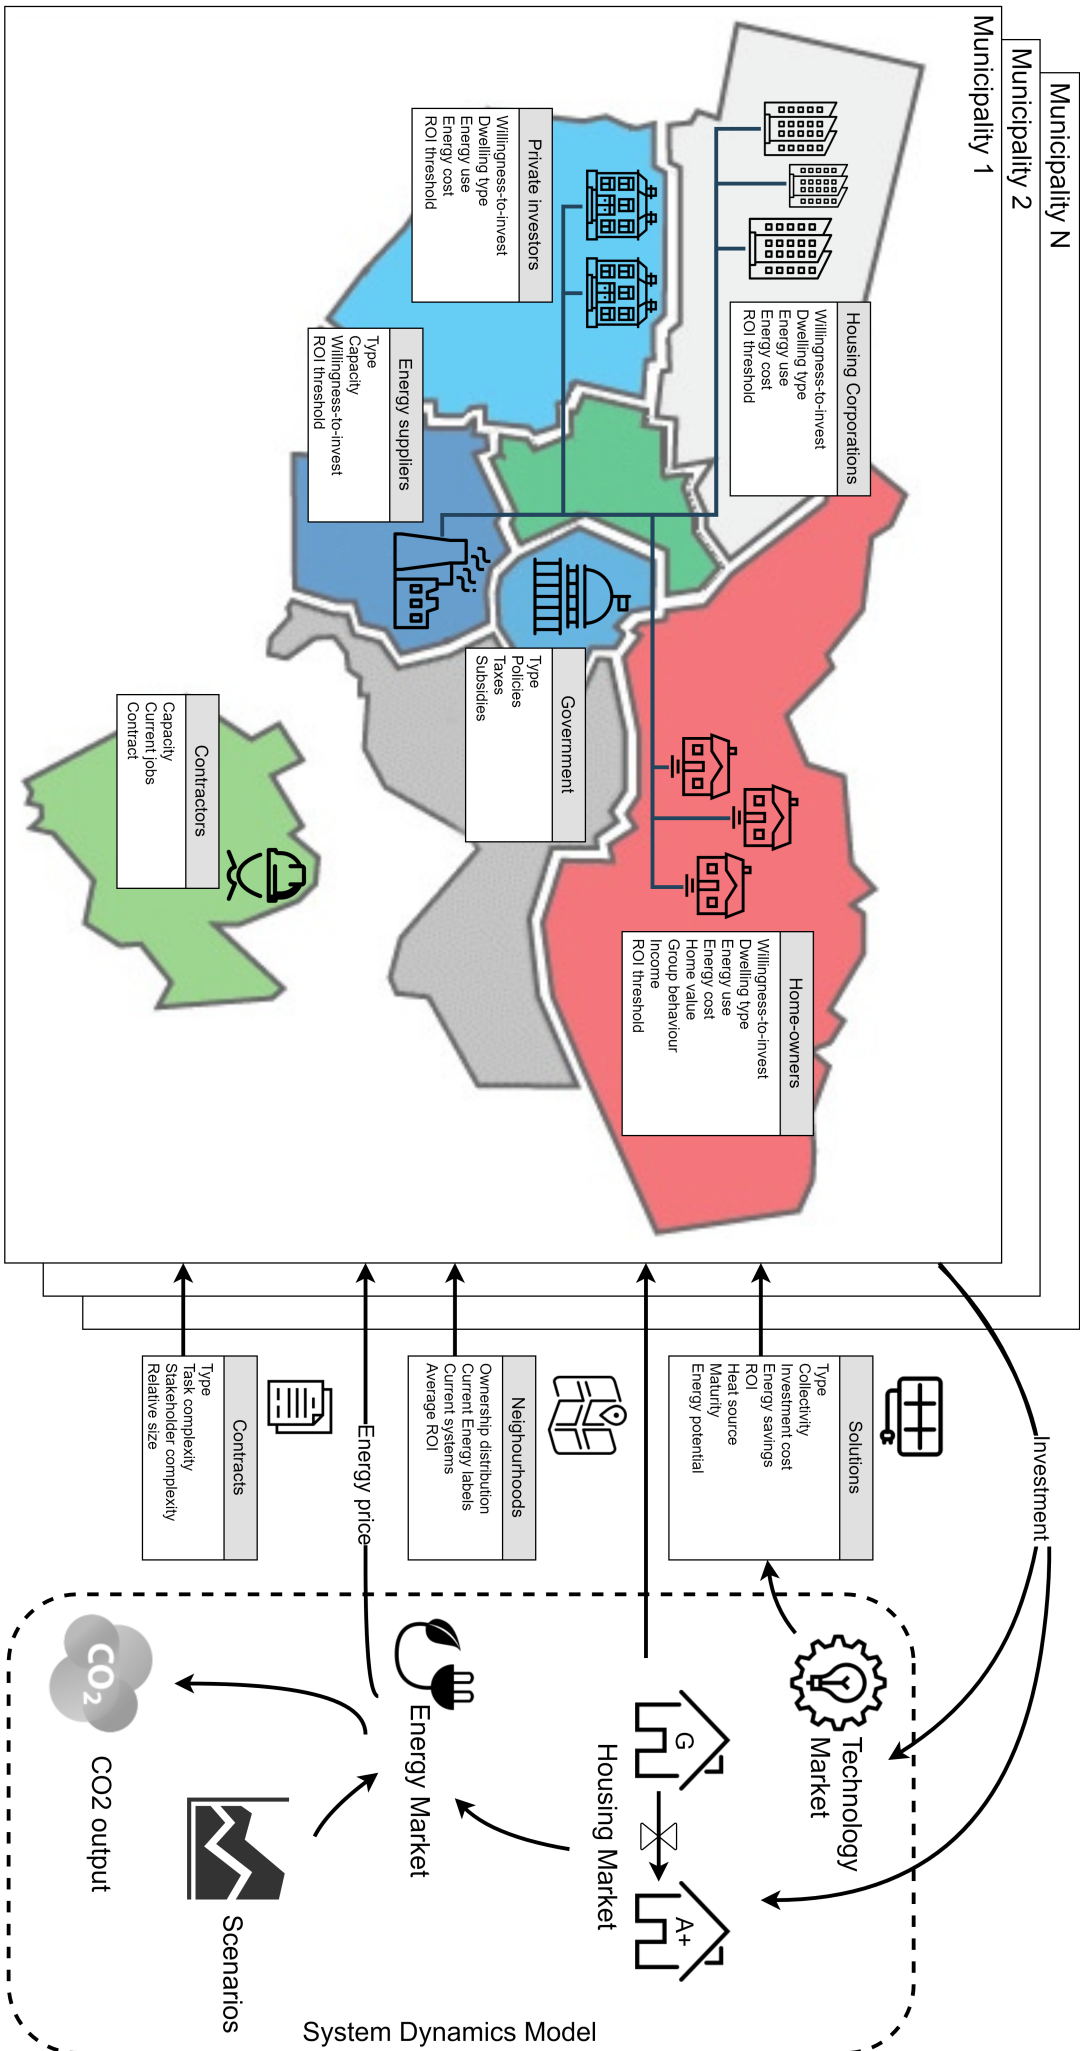 Municipality N
Municipality 2
Municipality 1
Housing Corporations
Willingness-to-invest
Dwelling type
Energy use
Energy cost
ROI threshold
Private investors
Willingness-to-invest
Dwelling type
Energy use
Energy cost
ROI threshold
Energy suppliers
Type
Capacity
Willingness-to-invest
ROI threshold
Government
Type
Policies
Taxes
Subsidies
Home-owners
Willingness-to-invest
Dwelling type
Energy use
Energy cost
Home value
Group behaviour
Income
ROI threshold
Contractors
Capacity
Current jobs
Contract
Investment
Solutions
Type
Collectivity
Investment cost
Energy savings
ROI
Heat source
Maturity
Energy potential
Neighourhoods
Ownership distribution
Current Energy labels
Current systems
Average ROI
Energy price
Contracts
Type
Task complexity
Stakeholder complexity
Relative size
Technology
Market
G
A+
Housing Market
Energy Market
Scenarios
CO2
CO2 output
System Dynamics Model